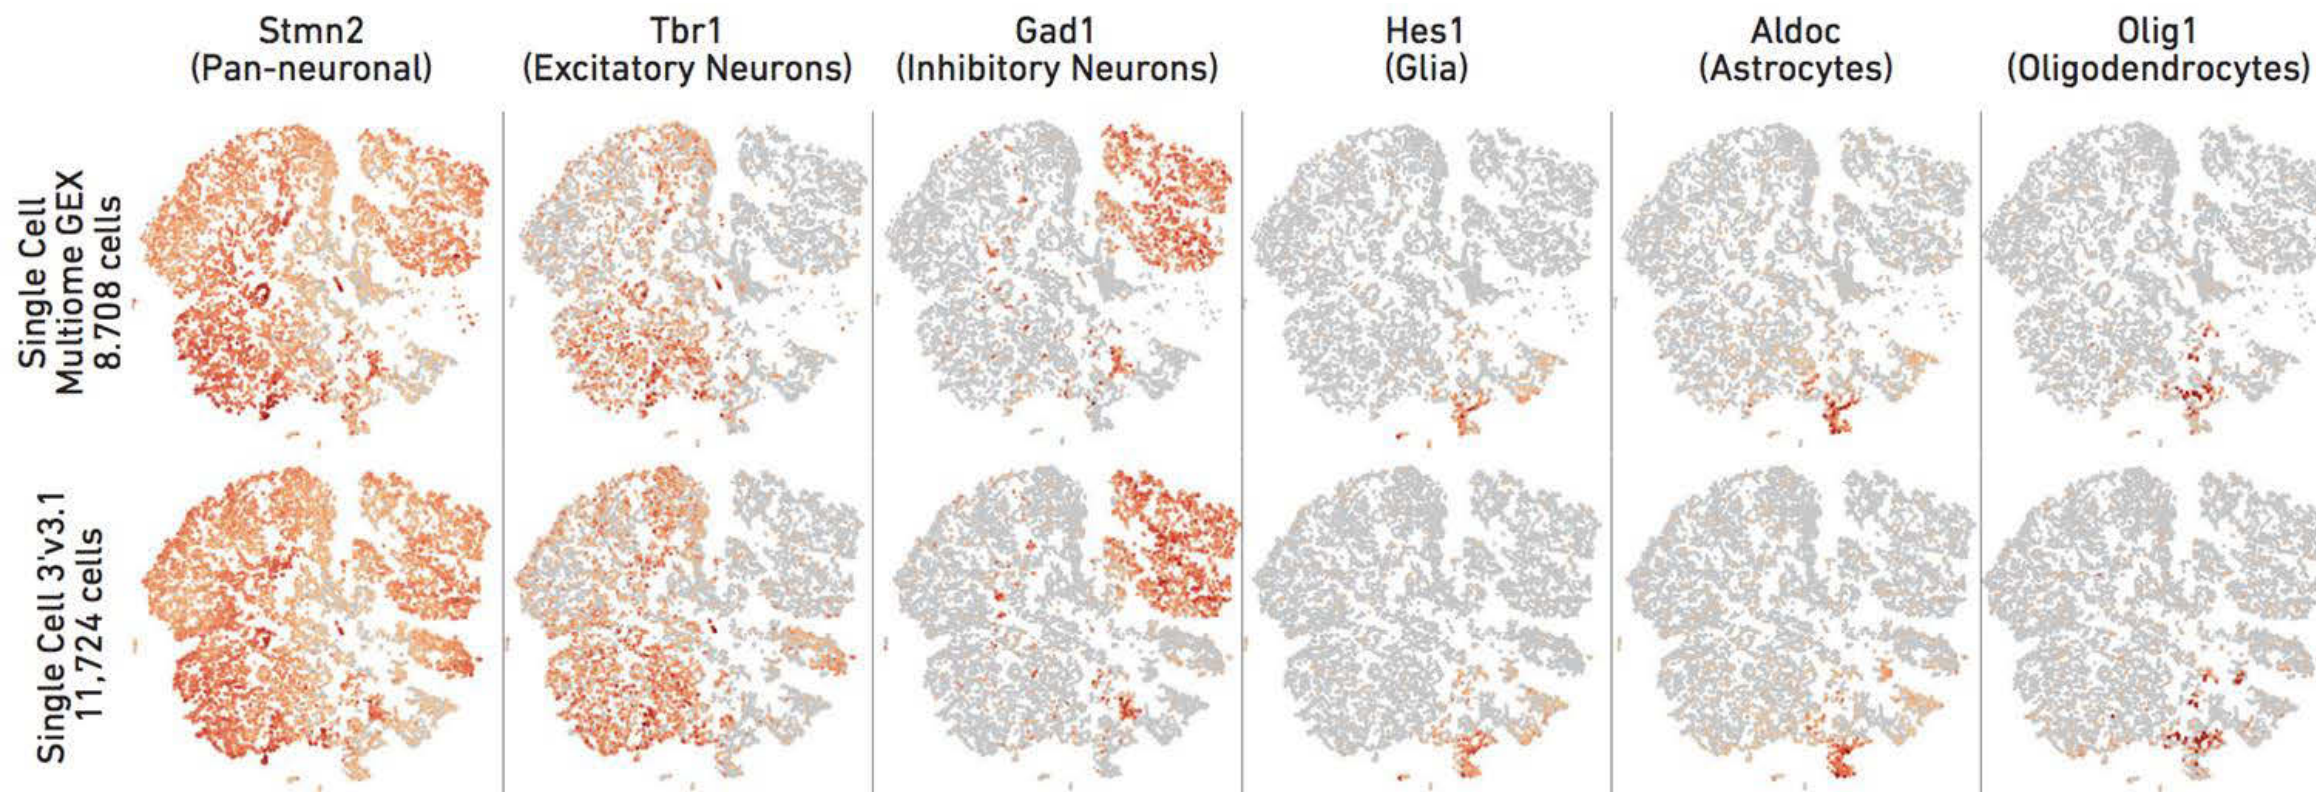 Stmn2
(Pan-neuronal)
Tbr1
(Excitatory Neurons)
Gad1
(Inhibitory Neurons)
Hes1
(Glia)
Aldoc
(Astrocytes)
Olig1
(Oligodendrocytes)
Single Cell
Multiome GEX
8.708 cells
Single Cell 3'v3.1
11,724 cells